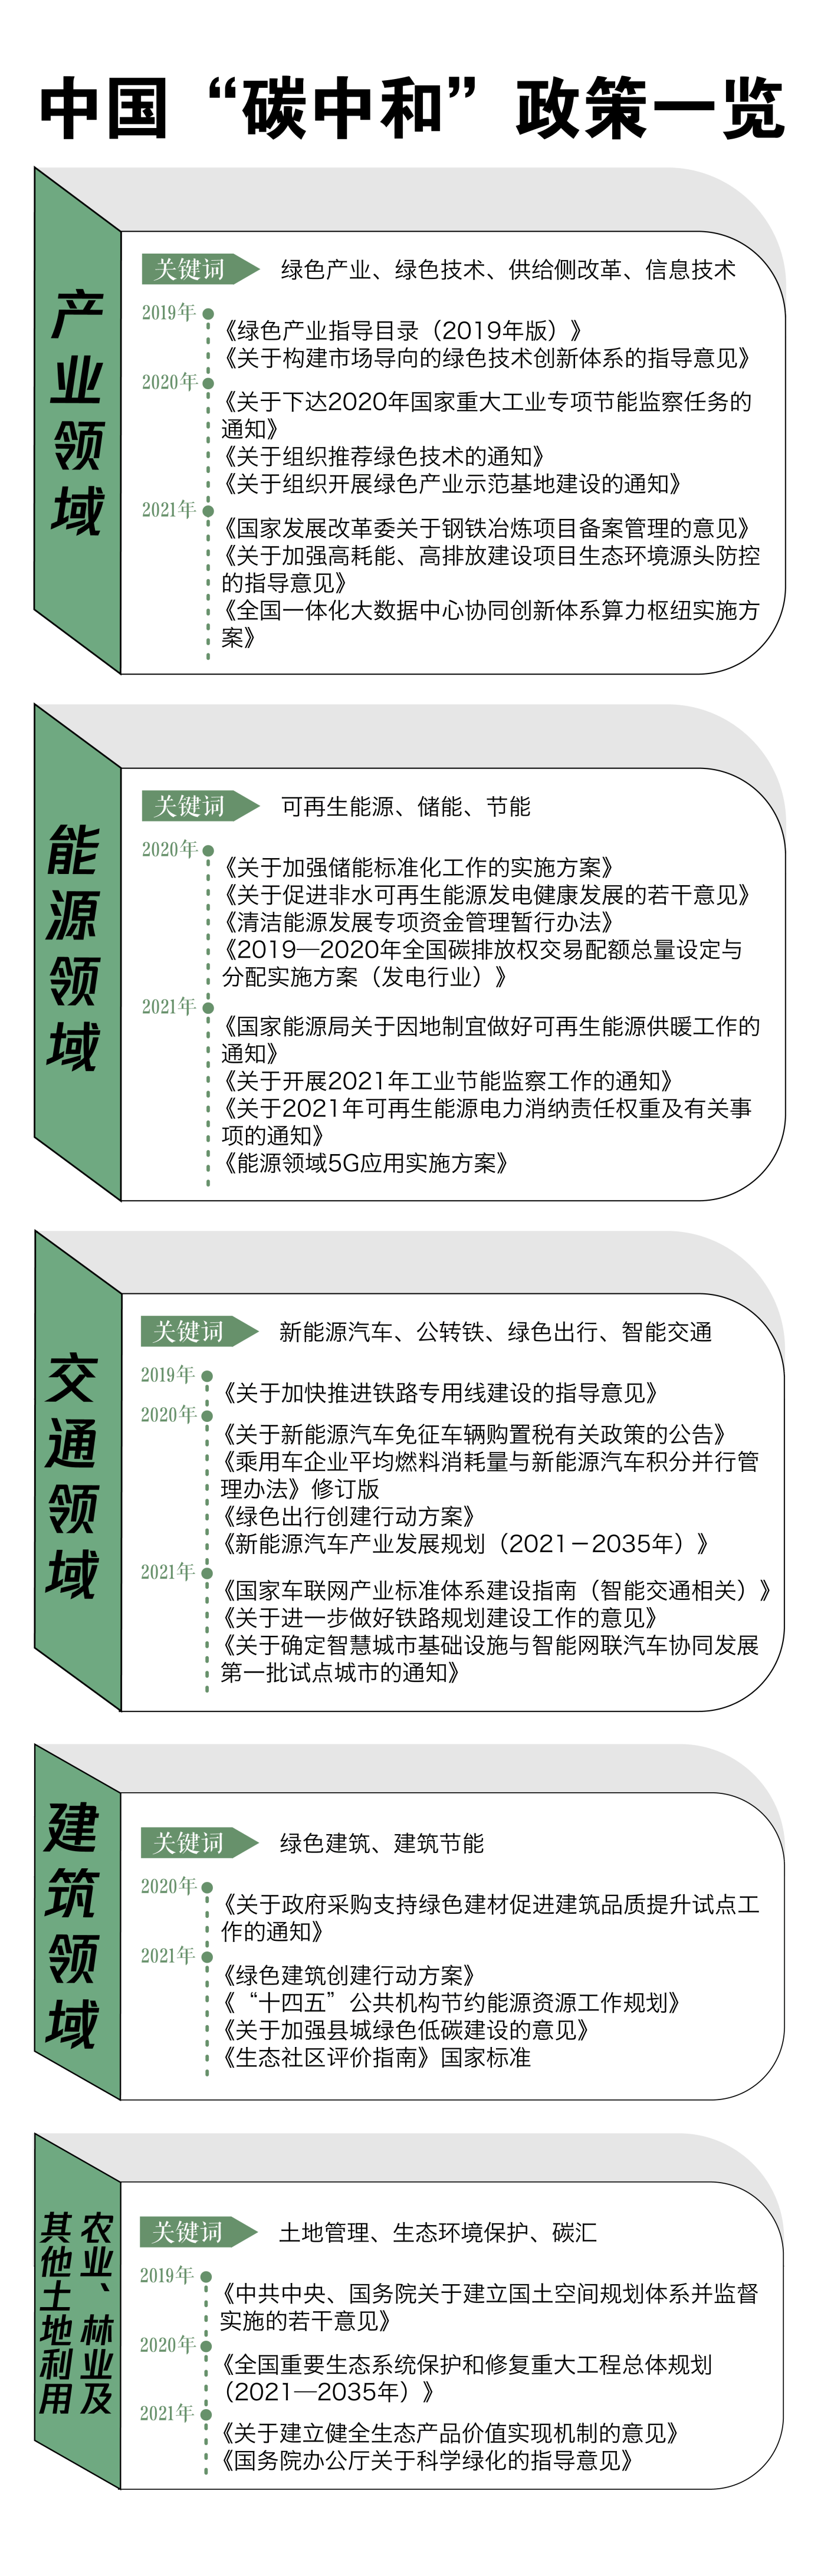 中国“碳中和”政策一览
产业领域
关键词
绿色产业、绿色技术、供给侧改革、信息技术
2019年
《绿色产业指导目录（2019年版）》
《关于构建市场导向的绿色技术创新体系的指导意见》
2020年
《关于下达2020年国家重大工业专项节能监察任务的
通知》
《关于组织推荐绿色技术的通知》
《关于组织开展绿色产业示范基地建设的通知》
2021年
《国家发展改革委关于钢铁冶炼项目备案管理的意见》
《关于加强高耗能、高排放建设项目生态环境源头防控
的指导意见》
《全国一体化大数据中心协同创新体系算力枢纽实施方
案》
能源领域
关键词
可再生能源、储能、节能
2020年
《关于加强储能标准化工作的实施方案》
《关于促进非水可再生能源发电健康发展的若干意见》
《清洁能源发展专项资金管理暂行办法》
《2019—2020年全国碳排放权交易配额总量设定与
分配实施方案（发电行业）》
2021年
《国家能源局关于因地制宜做好可再生能源供暖工作的
通知》
《关于开展2021年工业节能监察工作的通知》
《关于2021年可再生能源电力消纳责任权重及有关事
项的通知》
《能源领域5G应用实施方案》
交通领域
关键词
新能源汽车、公转铁、绿色出行、智能交通
2019年
《关于加快推进铁路专用线建设的指导意见》
2020年
《关于新能源汽车免征车辆购置税有关政策的公告》
《乘用车企业平均燃料消耗量与新能源汽车积分并行管
理办法》修订版
《绿色出行创建行动方案》
《新能源汽车产业发展规划（2021－2035年）》
2021年
《国家车联网产业标准体系建设指南（智能交通相关）》
《关于进一步做好铁路规划建设工作的意见》
《关于确定智慧城市基础设施与智能网联汽车协同发展
第一批试点城市的通知》
建筑领域
关键词
绿色建筑、建筑节能
2020年
《关于政府采购支持绿色建材促进建筑品质提升试点工
作的通知》
2021年
《绿色建筑创建行动方案》
《“十四五”公共机构节约能源资源工作规划》
《关于加强县城绿色低碳建设的意见》
《生态社区评价指南》国家标准
农业、林业及
其他土地利用
关键词
土地管理、生态环境保护、碳汇
2019年
《中共中央、国务院关于建立国土空间规划体系并监督
实施的若干意见》
2020年
《全国重要生态系统保护和修复重大工程总体规划
（2021—2035年）》
2021年
《关于建立健全生态产品价值实现机制的意见》
《国务院办公厅关于科学绿化的指导意见》